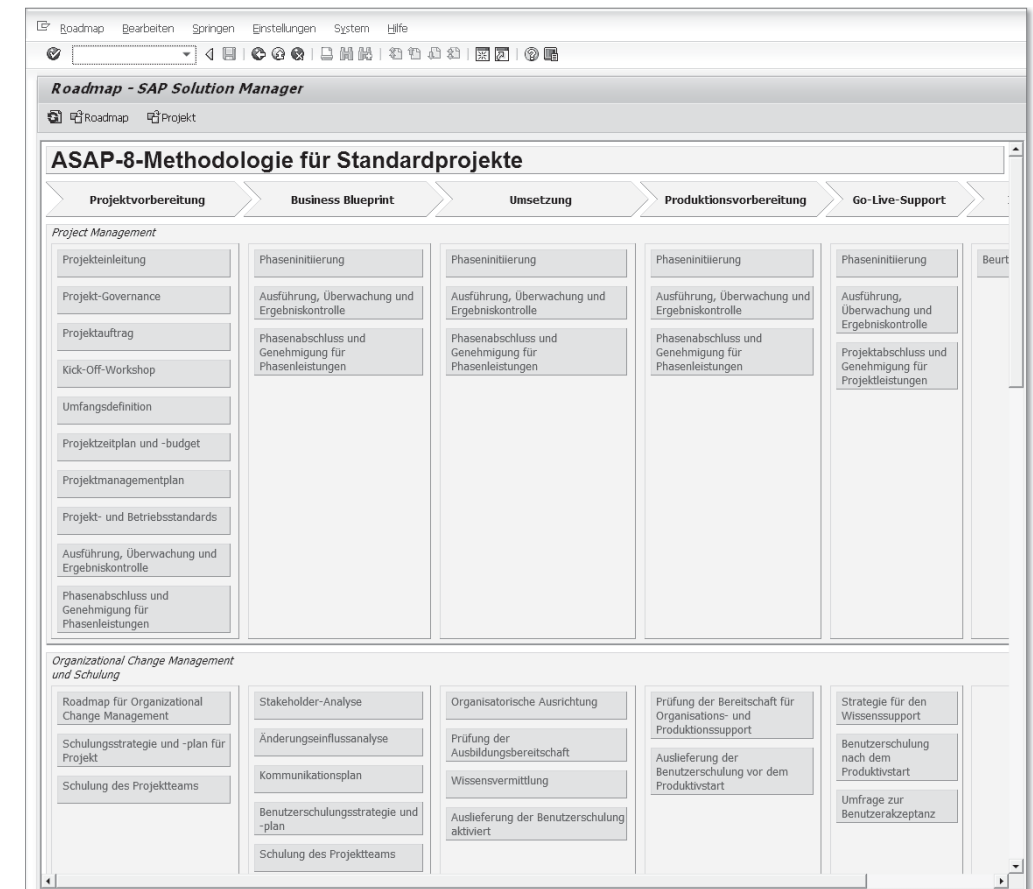 Roadmap Bearbeiten Springen Einstellungen System Hilfe
Roadmap - SAP Solution Manager
Roadmap Projekt
ASAP-8-Methodologie für Standardprojekte
Projektvorbereitung Business Blueprint Umsetzung Produktionsvorbereitung Go-Live-Support
Project Management
Projekteinleitung
Projekt-Governance
Projektauftrag
Kick-Off-Workshop
Umfangsdefinition
Projektzeitplan und -budget
Projektmanagementplan
Projekt- und Betriebsstandards
Ausführung, Überwachung und
Ergebniskontrolle
Phasenabschluss und
Genehmigung für
Phasenleistungen
Phaseninitiierung
Ausführung, Überwachung und
Ergebniskontrolle
Phasenabschluss und
Genehmigung für
Phasenleistungen
Phaseninitiierung
Ausführung, Überwachung und
Ergebniskontrolle
Phasenabschluss und
Genehmigung für
Phasenleistungen
Phaseninitiierung
Ausführung, Überwachung und
Ergebniskontrolle
Phasenabschluss und
Genehmigung für
Phasenleistungen
Phaseninitiierung
Ausführung,
Überwachung und
Ergebniskontrolle
Projektabschluss und
Genehmigung für
Projektleistungen
Beurt
Organizational Change Management
und Schulung
Roadmap für Organizational
Change Management
Schulungsstrategie und -plan für
Projekt
Schulung des Projektteams
Stakeholder-Analyse
Änderungseinflussanalyse
Kommunikationsplan
Benutzerschulungsstrategie und
-plan
Schulung des Projektteams
Organisatorische Ausrichtung
Prüfung der
Ausbildungsbereitschaft
Wissensvermittlung
Auslieferung der Benutzerschulung
aktiviert
Prüfung der Bereitschaft für
Organisations- und
Produktionssupport
Auslieferung der
Benutzerschulung vor dem
Produktivstart
Strategie für den
Wissenssupport
Benutzerschulung
nach dem
Produktivstart
Umfrage zur
Benutzerakzeptanz